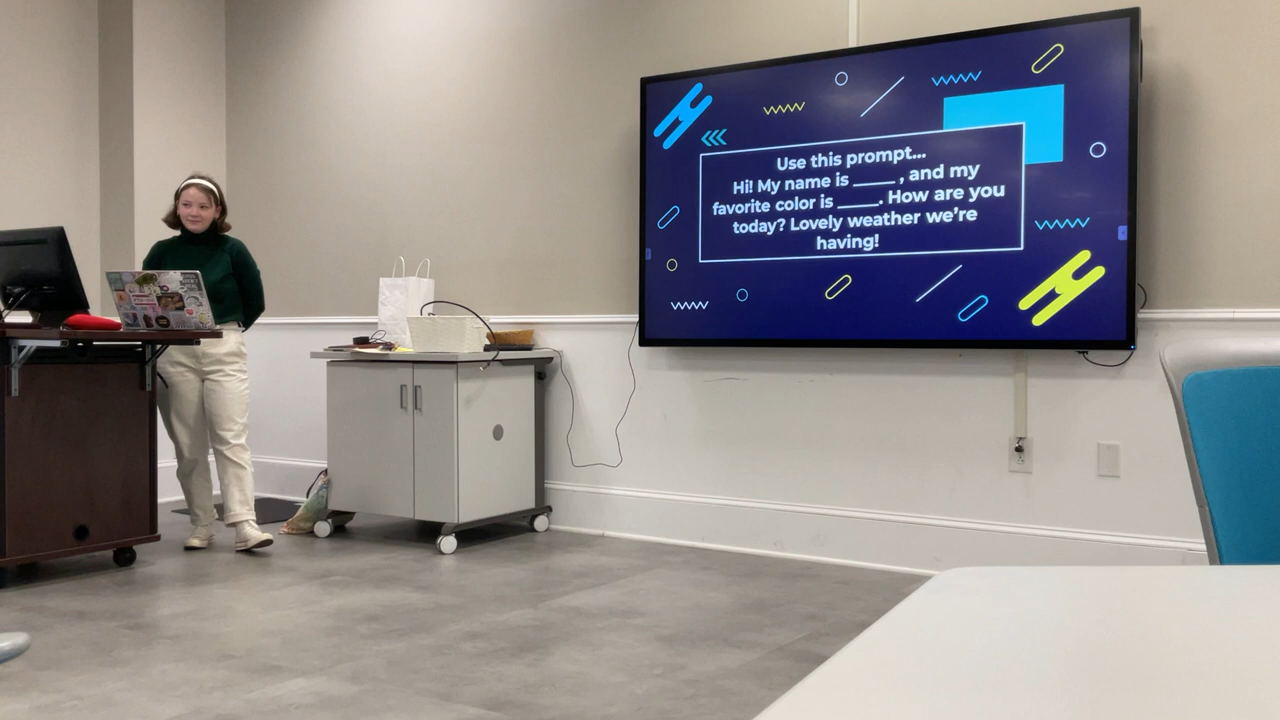 Use this prompt...
Hi! My name is _____ , and my
favorite color is _____. How are you
today? Lovely weather we're
having!